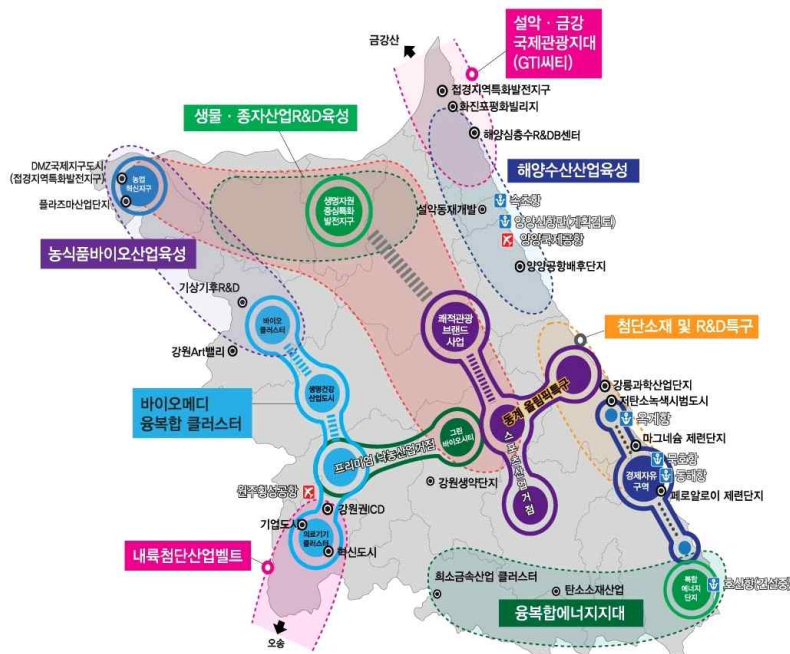 설악 · 금강
국제관광지대
(GTI씨티)
금강산
접경지역특화발전지구
화진포평화빌리지
해양심층수R&DB센터
생물 · 종자산업R&D육성
해양수산산업육성
DMZ국제지구도시
(접경지역특화발전지구)
플라즈마산업단지
농업
혁신지구
생명자원
중심특화
발전지구
설악동재개발
속초항
양양신항만(계획검토)
양양국제공항
양양공항배후단지
농식품바이오산업육성
기상기후R&D
바이오
클러스터
강원Art밸리
쾌적관광
브랜드
사업
첨단소재 및 R&D특구
생명건강
산업도시
바이오메디
융복합 클러스터
동계 올림픽특구
강릉과학산업단지
저탄소녹색시범도시
옥계항
마그네슘 제련단지
그린
바이오시티
프리미엄 낙농산업거점
경제자유
구역
묵호항
동해항
페로알로이 제련단지
강원생약단지
원주횡성공항
강원권ICD
기업도시
의료기기
클러스터
혁신도시
내륙첨단산업벨트
희소금속산업 클러스터
탄소소재산업
융복합에너지지대
복합
에너지
단지
호산항(건설중)
오송